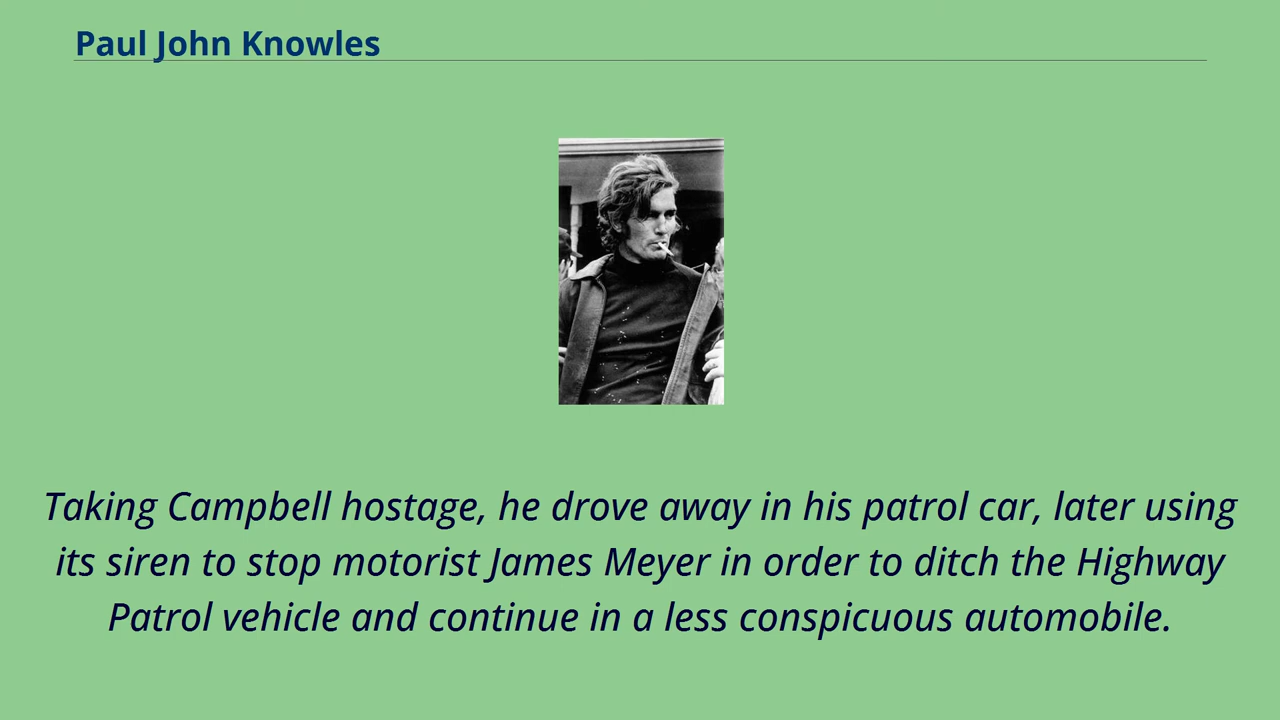 Paul John Knowles
Taking Campbell hostage, he drove away in his patrol car, later using
its siren to stop motorist James Meyer in order to ditch the Highway
Patrol vehicle and continue in a less conspicuous automobile.